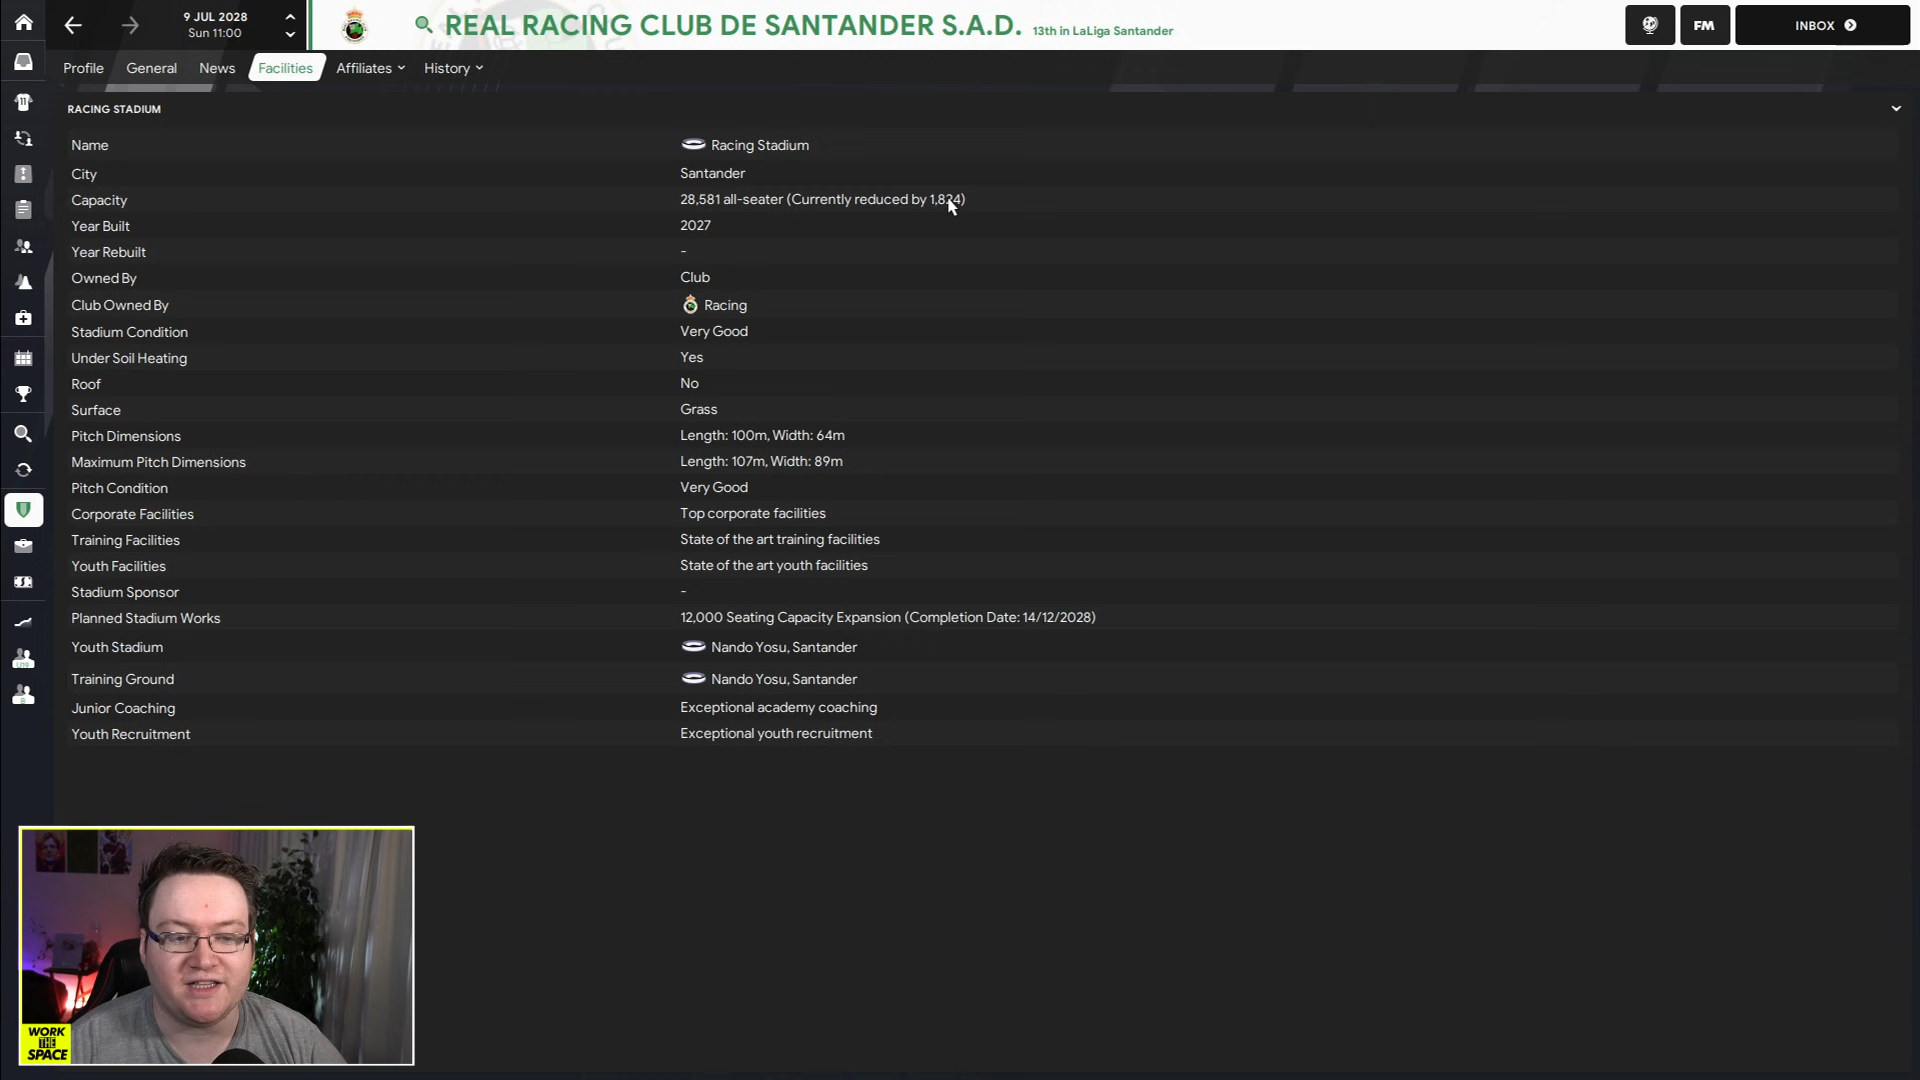 9 JUL 2028
Sun 11:00
REAL RACING CLUB DE SANTANDER S.A.D. 13th in LaLiga Santander
FM
INBOX
Profile General News Facilities Affiliates History
RACING STADIUM
Name Racing Stadium
City Santander
Capacity 28,581 all-seater (Currently reduced by 1,824)
Year Built 2027
Year Rebuilt -
Owned By Club
Club Owned By Racing
Stadium Condition Very Good
Under Soil Heating Yes
Roof No
Surface Grass
Pitch Dimensions Length: 100m, Width: 64m
Maximum Pitch Dimensions Length: 107m, Width: 89m
Pitch Condition Very Good
Corporate Facilities Top corporate facilities
Training Facilities State of the art training facilities
Youth Facilities State of the art youth facilities
Stadium Sponsor -
Planned Stadium Works 12,000 Seating Capacity Expansion (Completion Date: 14/12/2028)
Youth Stadium Nando Yosu, Santander
Training Ground Nando Yosu, Santander
Junior Coaching Exceptional academy coaching
Youth Recruitment Exceptional youth recruitment
WORK
THE
SPACE